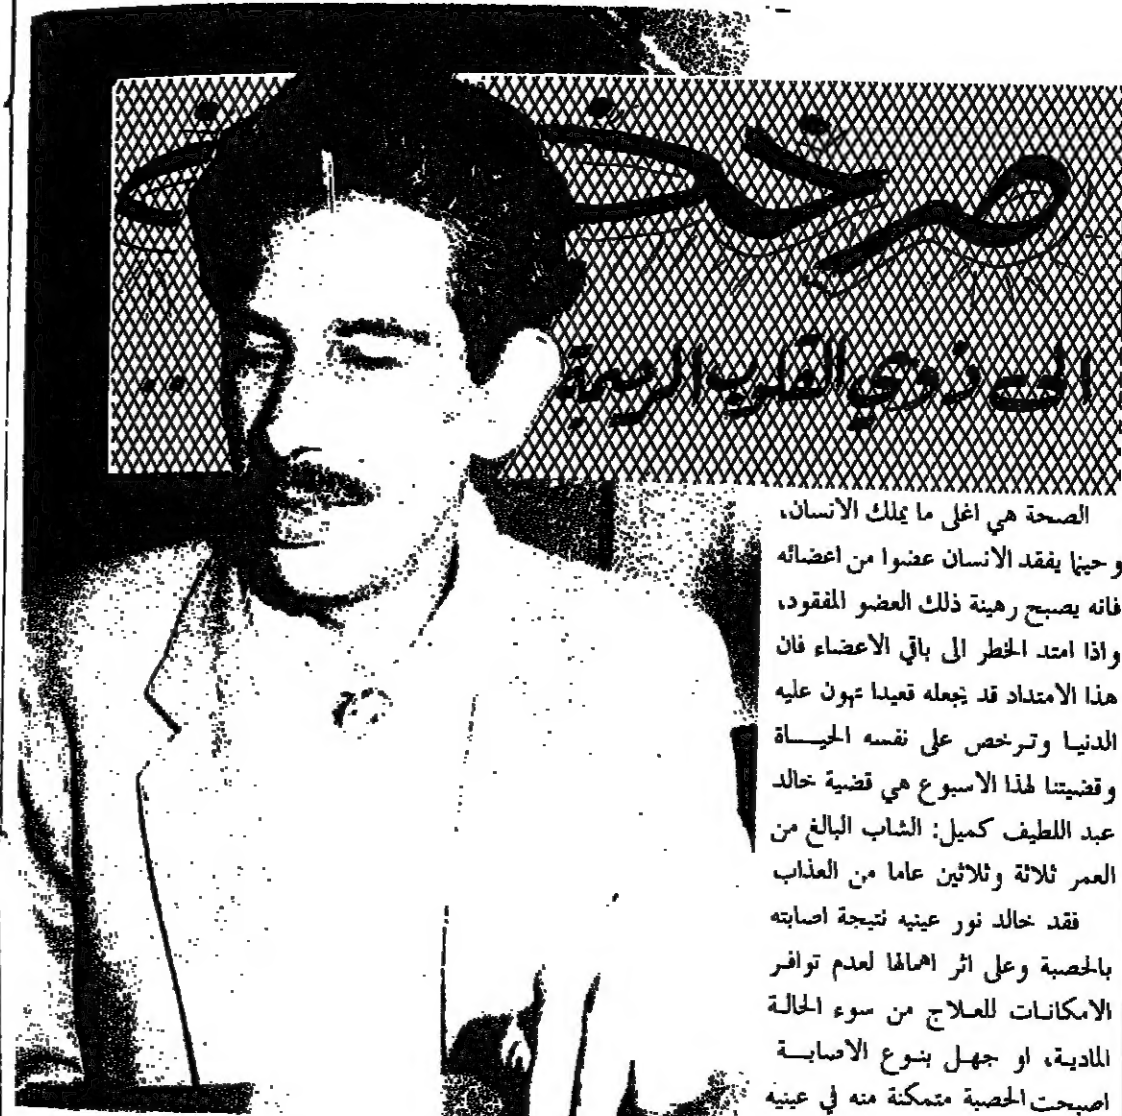 الى ذوي القلوب الرحيمة ..
الصحة هي اغلى ما يملك الانسان،
و حينما يفقد الانسان عضوا من اعضائه
فانه يصبح رهينة ذلك العضو المفقود،
واذا امتد الخطر الى باقي الاعضاء فان
هذا الامتداد قد يجعله قعيدا تهون عليه
الدنيا وترخص على نفسه الحياة
وقضيتنا لهذا الاسبوع هي قضية خالد
عبد اللطيف كميل: الشاب البالغ من
العمر ثلاثة وثلاثين عاما من العذاب
فقد خالد نور عينيه نتيجة اصابته
بالحصبة وعلى اثر اهمالها لعدم توافر
الامكانات للعلاج من سوء الحالة
المادية، او جهل بنوع الاصابة
اصبحت الحصبة متمكنة منه في عينيه